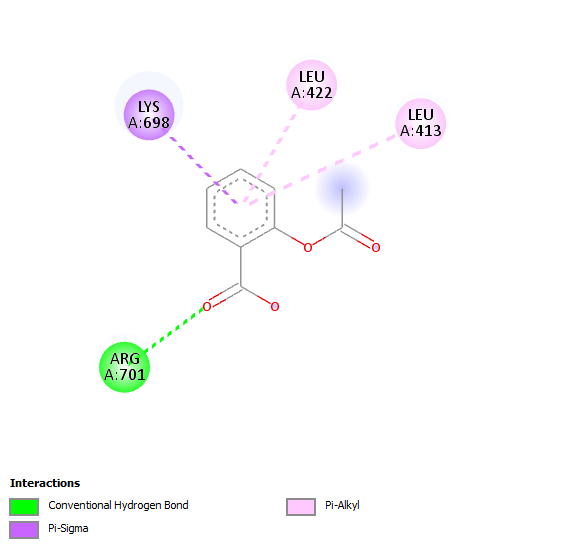 LEU
A:422
LYS
A:698
LEU
A:413
O
O
O
O
ARG
A:701
Interactions
Conventional Hydrogen Bond
Pi-Sigma
Pi-Alkyl